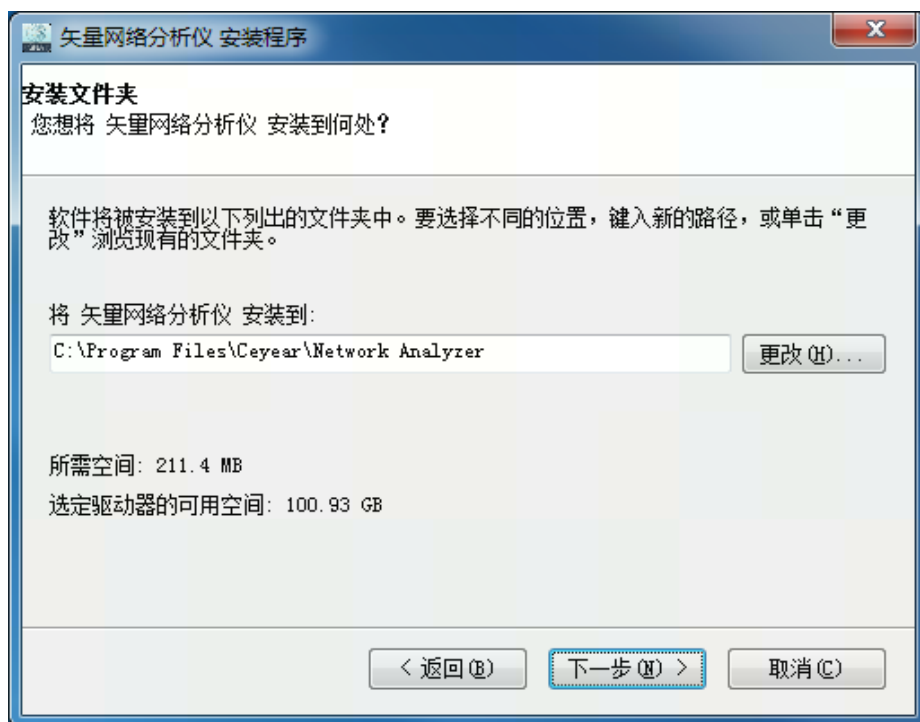 矢量网络分析仪 安装程序
安装文件夹
您想将 矢量网络分析仪 安装到何处?
软件将被安装到以下列出的文件夹中。要选择不同的位置，键入新的路径，或单击“更
改”浏览现有的文件夹。
将 矢量网络分析仪 安装到:
C:\Program Files\Ceyear\Network Analyzer
更改(H)...
所需空间: 211.4 MB
选定驱动器的可用空间: 100.93 GB
< 返回(B)
下一步(N) >
取消(C)